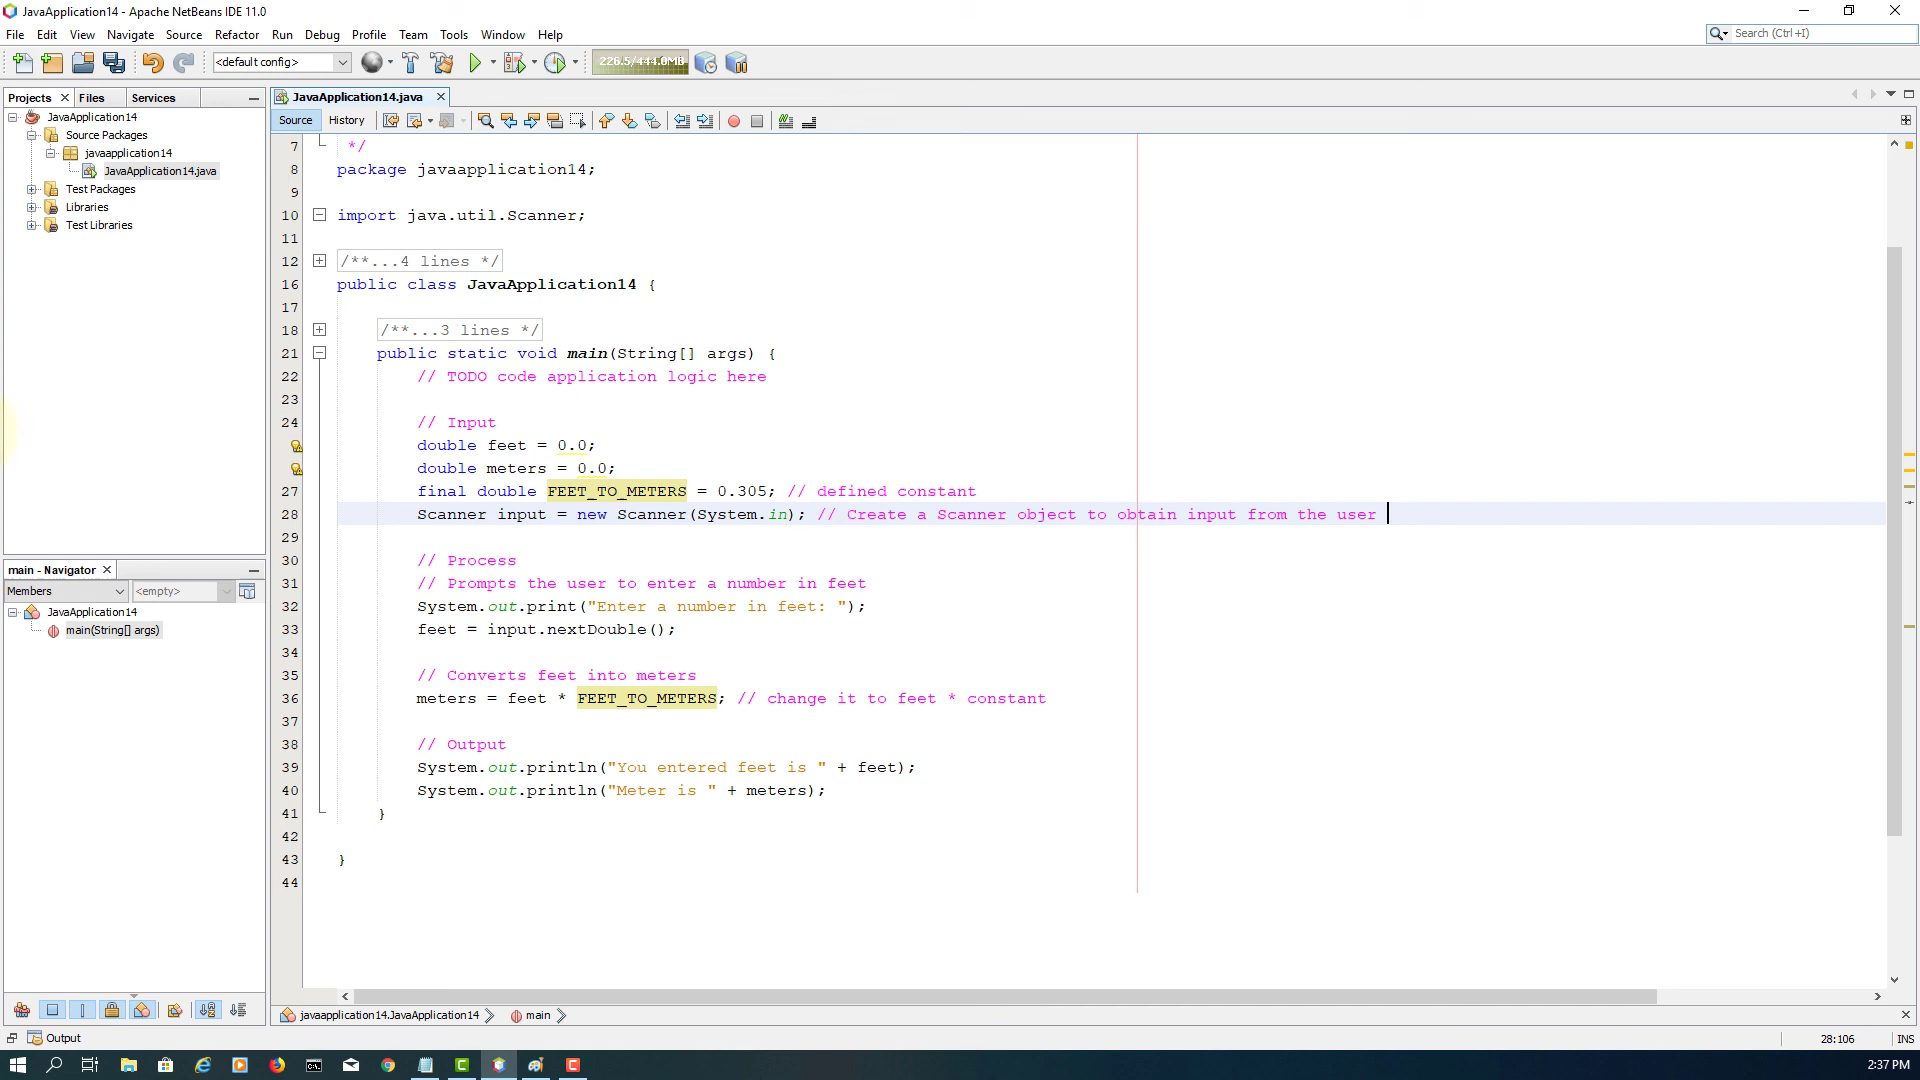 JavaApplication14 - Apache NetBeans IDE 11.0
File Edit View Navigate Source Refactor Run Debug Profile Team Tools Window Help
Search (Ctrl+I)
<default config>
226.5/444.0MB
Projects Files Services
JavaApplication14.java
JavaApplication14
Source Packages
javaapplication14
JavaApplication14.java
Test Packages
Libraries
Test Libraries
Source History
7 */
8 package javaapplication14;
9
10 import java.util.Scanner;
11
12 /**...4 lines */
16 public class JavaApplication14 {
17
18 /**...3 lines */
21 public static void main(String[] args) {
22 // TODO code application logic here
23
24 // Input
double feet = 0.0;
double meters = 0.0;
27 final double FEET_TO_METERS = 0.305; // defined constant
28 Scanner input = new Scanner(System.in); // Create a Scanner object to obtain input from the user
29
30 // Process
31 // Prompts the user to enter a number in feet
32 System.out.print("Enter a number in feet: ");
33 feet = input.nextDouble();
34
35 // Converts feet into meters
36 meters = feet * FEET_TO_METERS; // change it to feet * constant
37
38 // Output
39 System.out.println("You entered feet is " + feet);
40 System.out.println("Meter is " + meters);
41 }
42
43 }
44
main - Navigator
Members <empty>
JavaApplication14
main(String[] args)
javaapplication14.JavaApplication14 main
Output
28:106 INS
2:37 PM